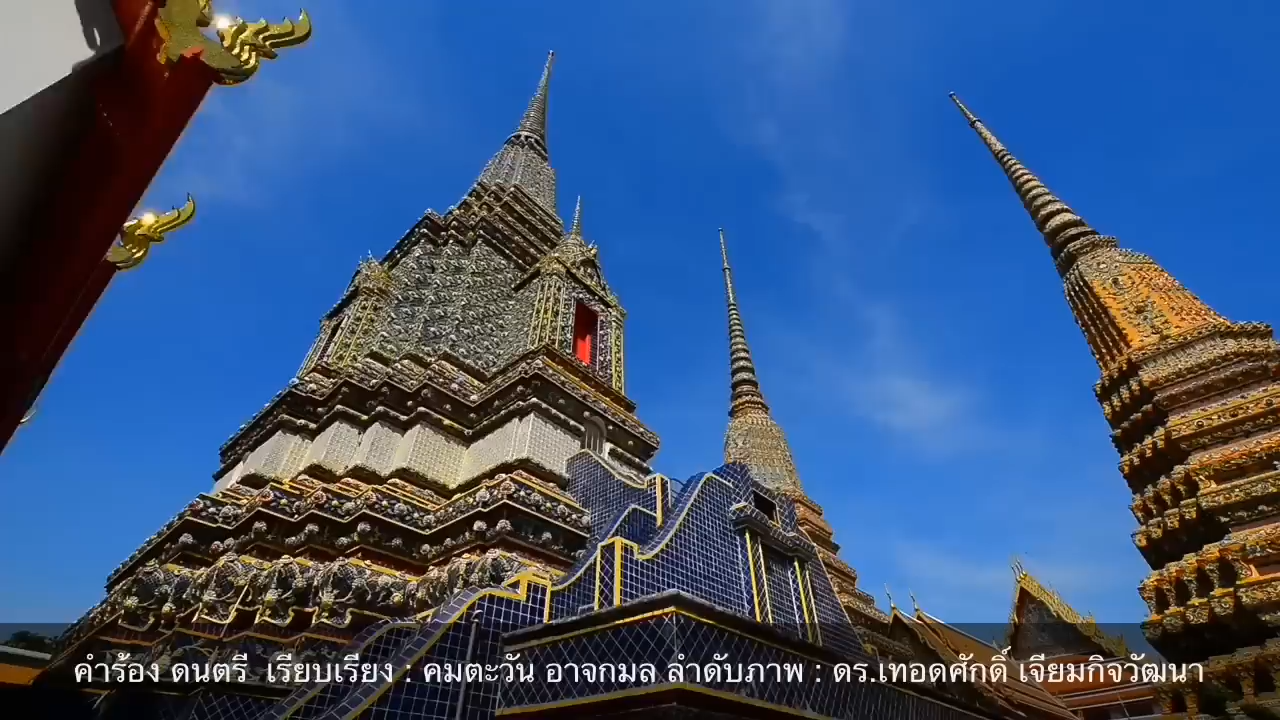 คำร้อง ดนตรี เรียบเรียง : คมตะวัน อาจกมล ลำดับภาพ : ดร.เทอดศักดิ์ เจียมกิจวัฒนา